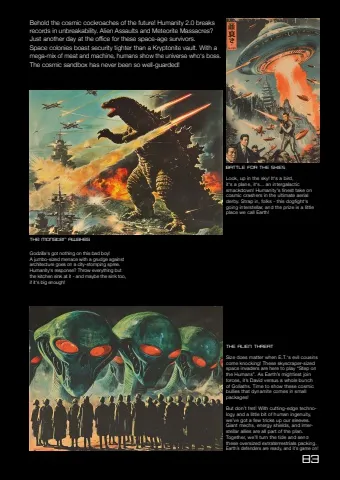 Behold the cosmic cockroaches of the future! Humanity 2.0 breaks
records in unbreakability. Alien Assaults and Meteorite Massacres?
Just another day at the office for these space-age survivors.
Space colonies boast security tighter than a Kryptonite vault. With a
mega-mix of meat and machine, humans show the universe who's boss.
The cosmic sandbox has never been so well-guarded!
BATTLE FOR THE SKIES
Look, up in the sky! It's a bird,
it's a plane, it's... an intergalactic
smackdown! Humanity's finest take on
cosmic crashers in the ultimate aerial
derby. Strap in, folks - this dogfight's
going interstellar, and the prize is a little
place we call Earth!
THE MONSTER AWAKES
Godzilla's got nothing on this bad boy!
A jumbo-sized menace with a grudge against
architecture goes on a city-stomping spree.
Humanity's response? Throw everything but
the kitchen sink at it - and maybe the sink too,
if it's big enough!
THE ALIEN THREAT
Size does matter when E.T.'s evil cousins
come knocking! These skyscraper-sized
space invaders are here to play "Step on
the Humans". As Earth's mightiest join
forces, it's David versus a whole bunch
of Goliaths. Time to show these cosmic
bullies that dynamite comes in small
packages!
But don't fret! With cutting-edge techno-
logy and a little bit of human ingenuity,
we've got a few tricks up our sleeves.
Giant mechs, energy shields, and inter-
stellar allies are all part of the plan.
Together, we'll turn the tide and send
these oversized extraterrestrials packing.
Earth's defenders are ready, and it's game on!
83